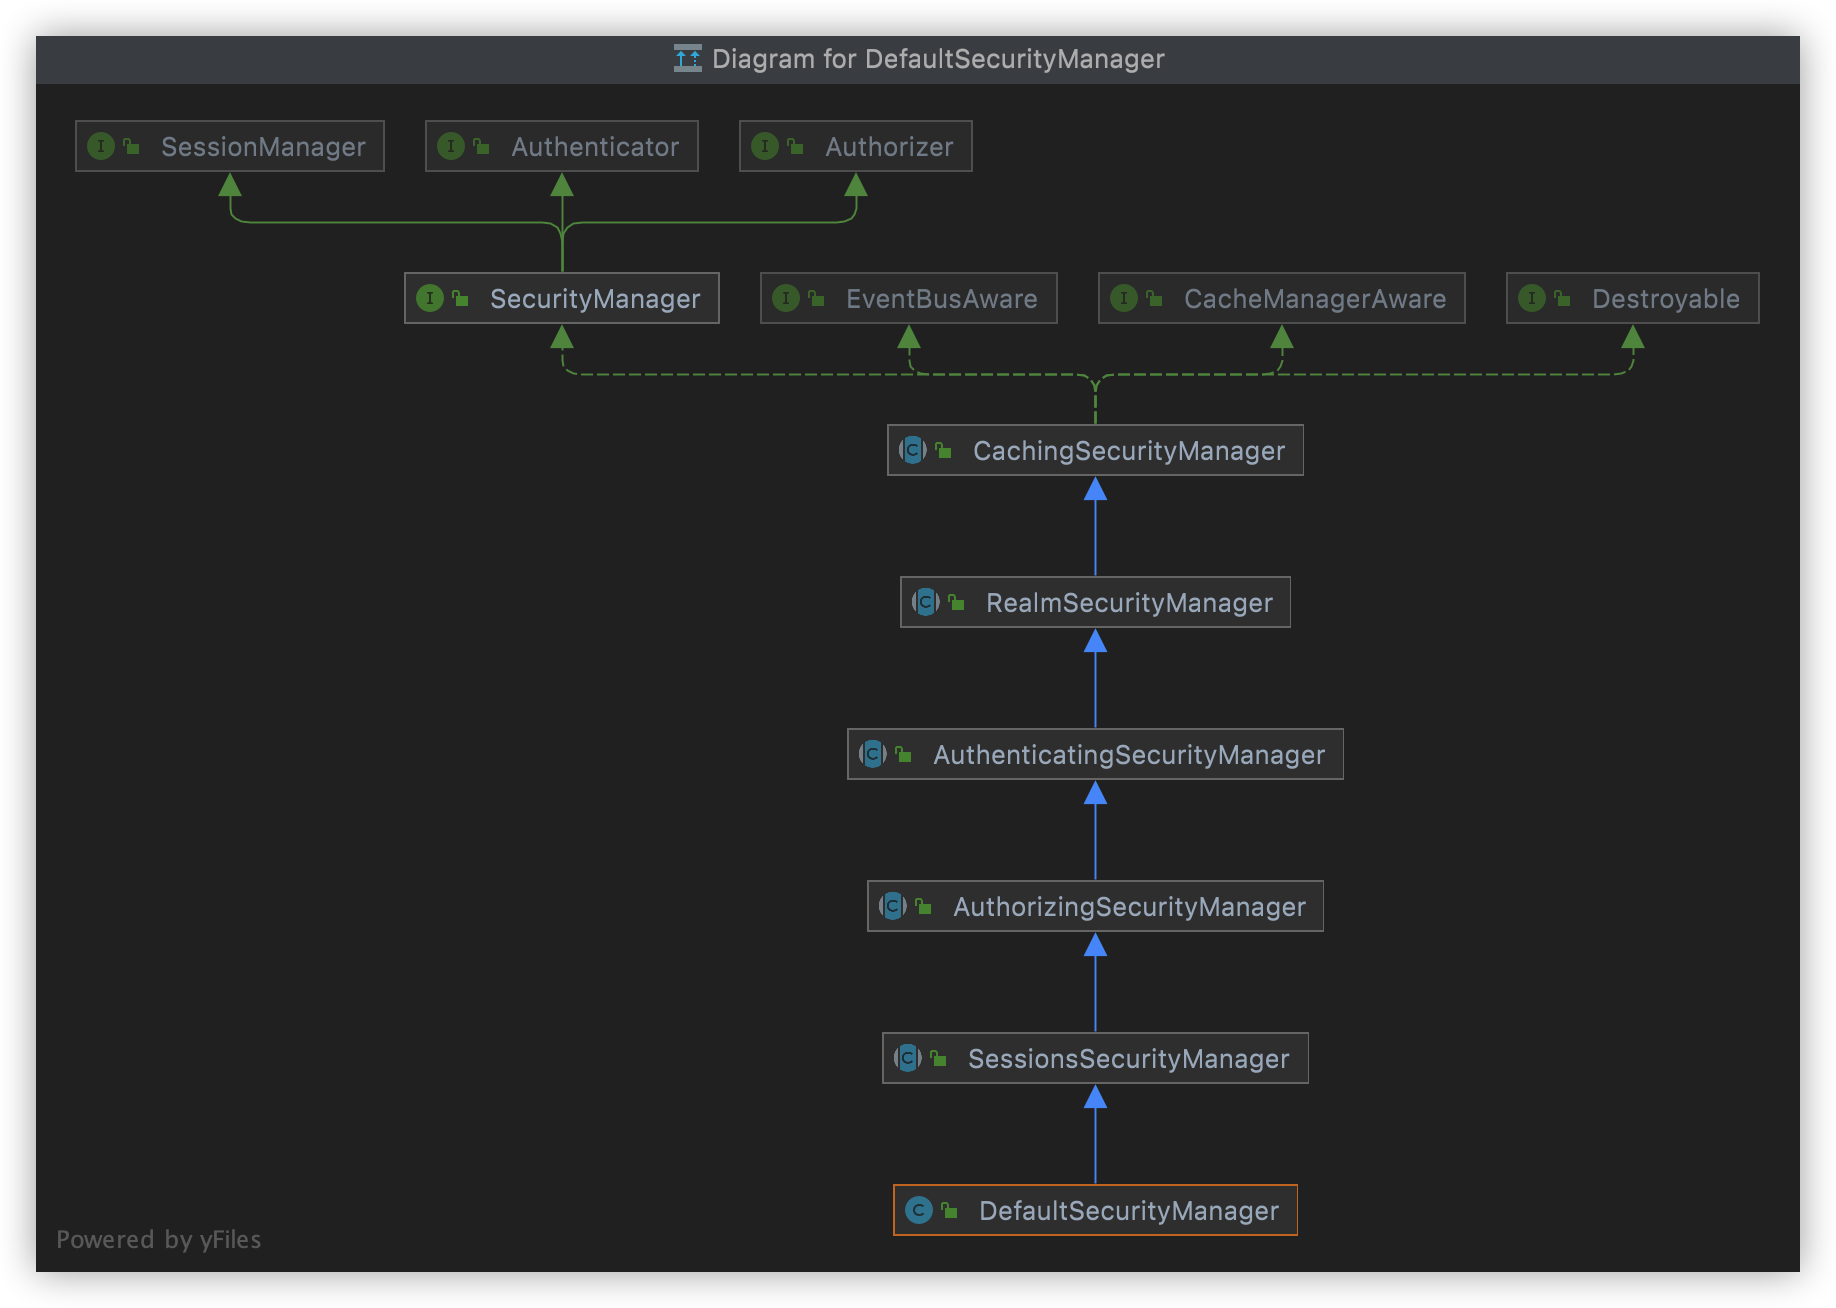 Diagram for DefaultSecurityManager
I SessionManager
I Authenticator
I Authorizer
I SecurityManager
I EventBusAware
I CacheManagerAware
I Destroyable
C CachingSecurityManager
C RealmSecurityManager
C AuthenticatingSecurityManager
C AuthorizingSecurityManager
C SessionsSecurityManager
C DefaultSecurityManager
Powered by yFiles